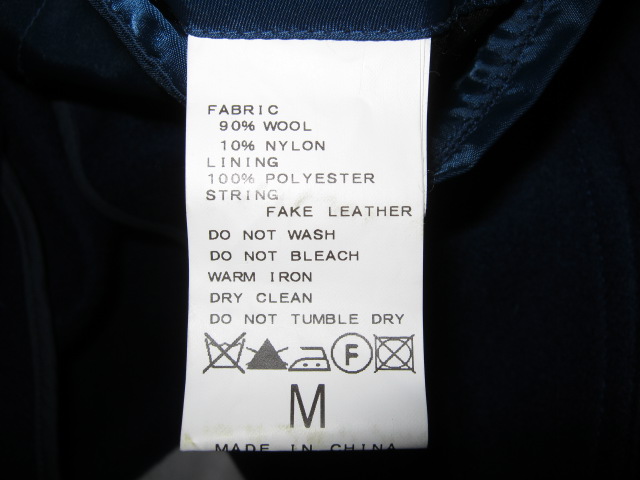 FABRIC
90% WOOL
10% NYLON
LINING
100% POLYESTER
STRING
FAKE LEATHER
DO NOT WASH
DO NOT BLEACH
WARM IRON
DRY CLEAN
DO NOT TUMBLE DRY
F
M
MADE IN CHINA